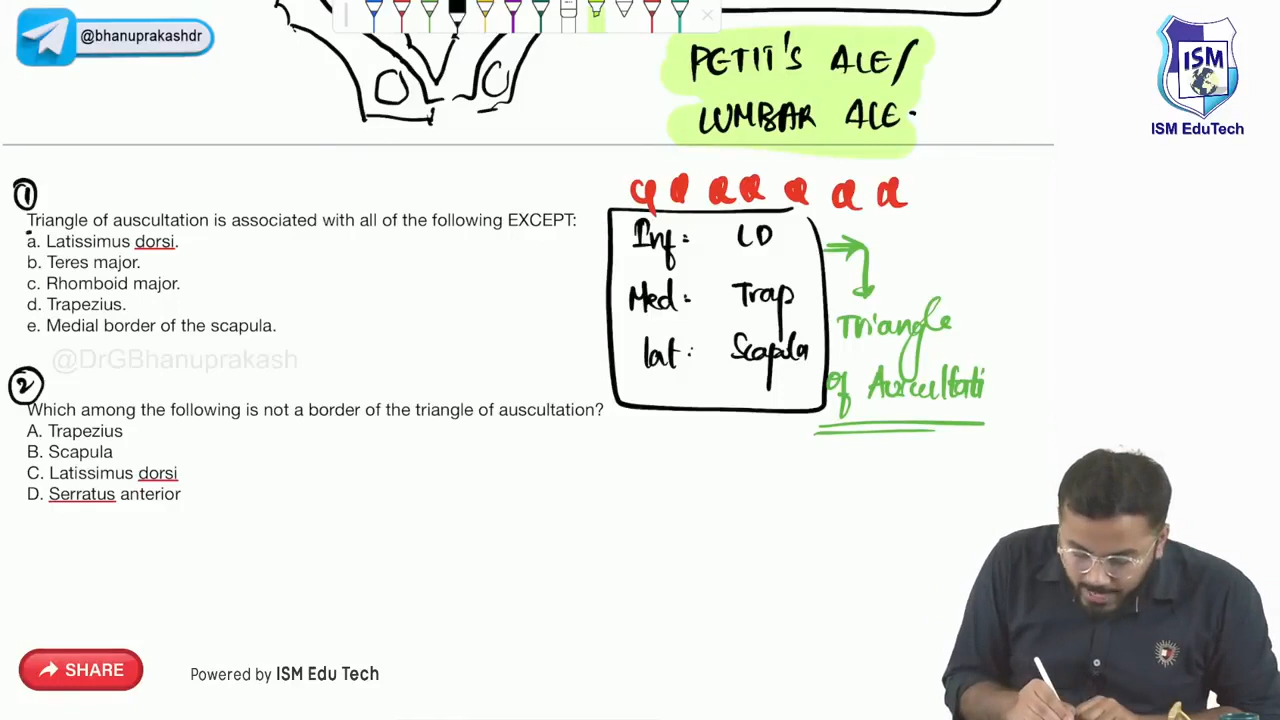 @bhanuprakashdr
ISM
ISM EduTech
PETIT'S ALE/
LUMBAR ALE.
1
Triangle of auscultation is associated with all of the following EXCEPT:
a. Latissimus dorsi.
b. Teres major.
c. Rhomboid major.
d. Trapezius.
e. Medial border of the scapula.
@DrGBhanuprakash
Inf: LD
Med: Trap
lat: Scapula
Triangle
of Auscultati
2
Which among the following is not a border of the triangle of auscultation?
A. Trapezius
B. Scapula
C. Latissimus dorsi
D. Serratus anterior
SHARE
Powered by ISM Edu Tech